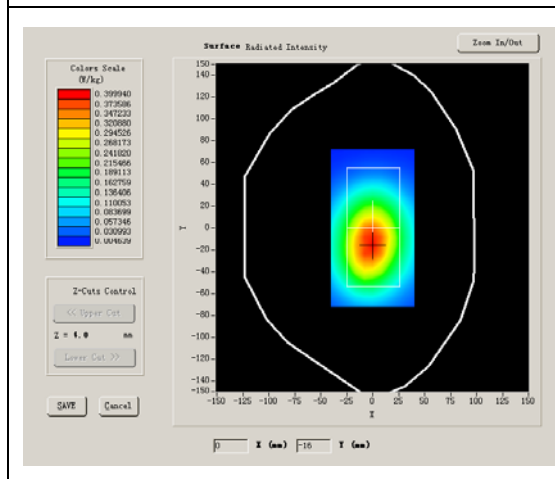 Surface Radiated Intensity
Zoom In/Out
Colors Scale
(W/kg)
0.399940
0.373586
0.347233
0.320880
0.294526
0.268173
0.241820
0.215466
0.189113
0.162759
0.136406
0.110053
0.083699
0.057346
0.030993
0.004639
150
140
120
100
80
60
40
20
0
-20
-40
-60
-80
-100
-120
-140
-150
Y
-150 -125 -100 -75 -50 -25 0 25 50 75 100 125 150
X
Z-Cuts Control
<< Upper Cut
Z = 4.0 mm
Lower Cut >>
SAVE Cancel
0 X (mm) -16 Y (mm)